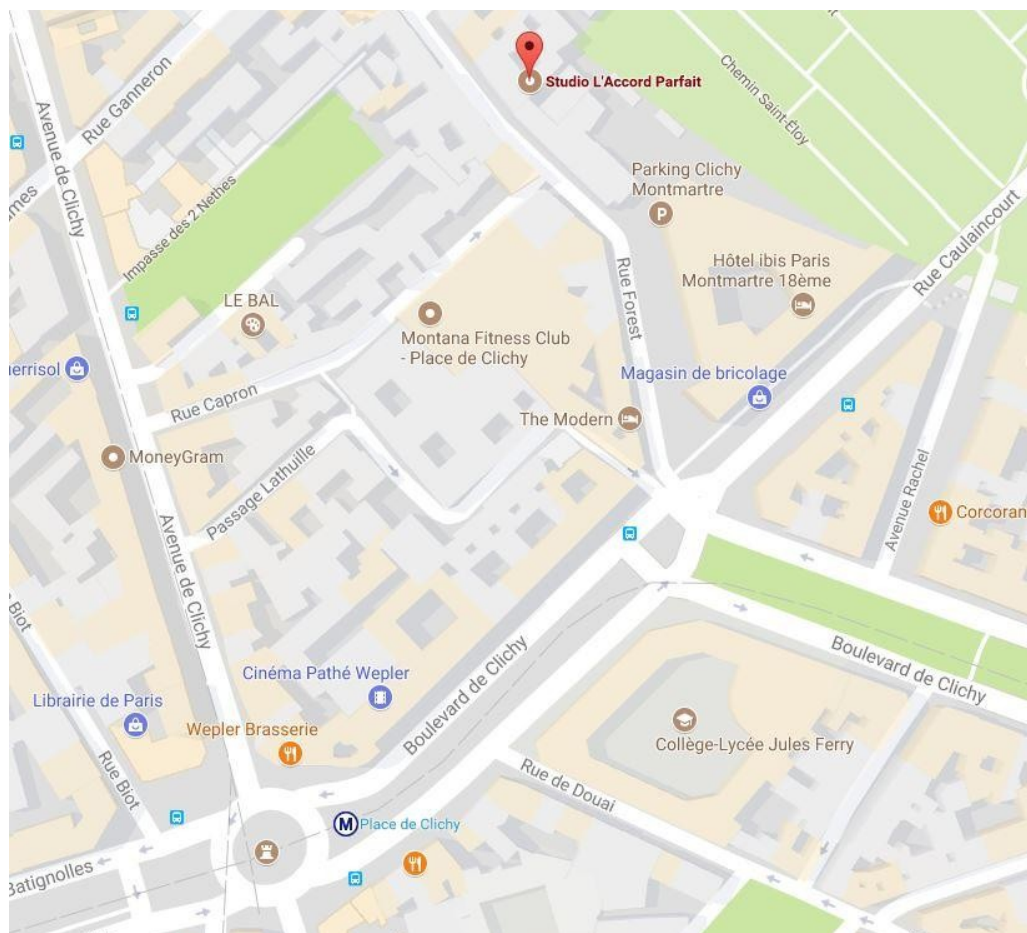 Studio L'Accord Parfait
Rue Ganneron
Avenue de Clichy
Chemin Saint-Éloy
Parking Clichy
Montmartre
P
Impasse des 2 Nethes
Rue Caulaincourt
Hôtel ibis Paris
Montmartre 18ème
Rue Forest
LE BAL
Montana Fitness Club
- Place de Clichy
Magasin de bricolage
Rue Capron
The Modern
MoneyGram
Passage Lathuille
Avenue Rachel
Corcoran
Avenue de Clichy
Biot
Boulevard de Clichy
Cinéma Pathé Wepler
Librairie de Paris
Wepler Brasserie
Boulevard de Clichy
Collège-Lycée Jules Ferry
Rue Biot
Rue de Douai
M
Place de Clichy
Batignolles